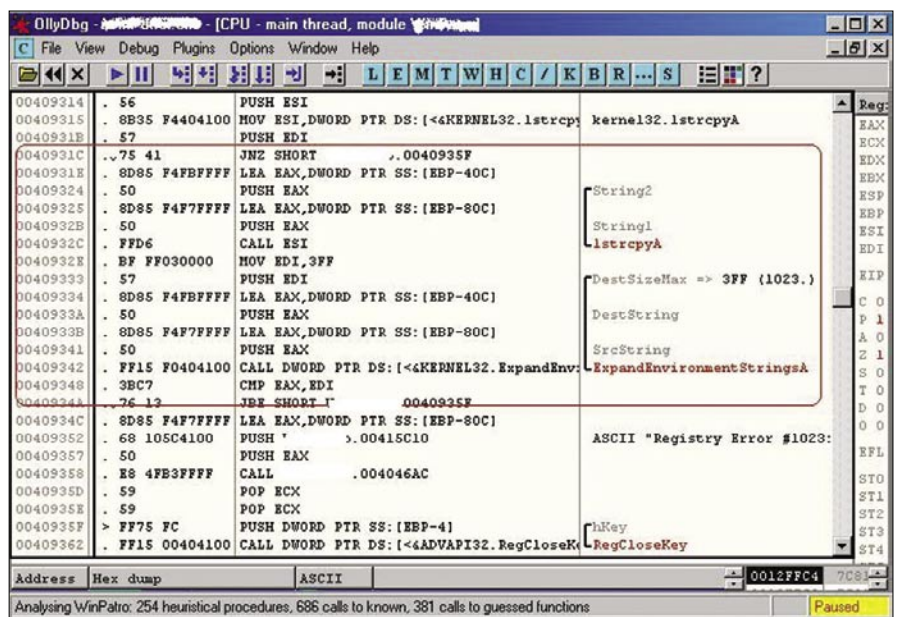 OllyDbg - - [CPU - main thread, module
C File View Debug Plugins Options Window Help
L E M T W H C / K B R ... S ?
00409314 . 56 PUSH ESI
00409315 . 8B35 F4404100 MOV ESI,DWORD PTR DS:[<&KERNEL32.lstrcpy kernel32.lstrcpyA
0040931B . 57 PUSH EDI
0040931C .⌄75 41 JNZ SHORT .0040935F
0040931E . 8D85 F4FBFFFF LEA EAX,DWORD PTR SS:[EBP-40C]
00409324 . 50 PUSH EAX String2
00409325 . 8D85 F4F7FFFF LEA EAX,DWORD PTR SS:[EBP-80C]
0040932B . 50 PUSH EAX String1
0040932C . FFD6 CALL ESI lstrcpyA
0040932E . BF FF030000 MOV EDI,3FF
00409333 . 57 PUSH EDI DestSizeMax => 3FF (1023.)
00409334 . 8D85 F4FBFFFF LEA EAX,DWORD PTR SS:[EBP-40C]
0040933A . 50 PUSH EAX DestString
0040933B . 8D85 F4F7FFFF LEA EAX,DWORD PTR SS:[EBP-80C]
00409341 . 50 PUSH EAX SrcString
00409342 . FF15 F0404100 CALL DWORD PTR DS:[<&KERNEL32.ExpandEnv: ExpandEnvironmentStringsA
00409348 . 3BC7 CMP EAX,EDI
0040934A .⌄76 13 JBE SHORT 0040935F
0040934C . 8D85 F4F7FFFF LEA EAX,DWORD PTR SS:[EBP-80C]
00409352 . 68 105C4100 PUSH .00415C10 ASCII "Registry Error #1023:
00409357 . 50 PUSH EAX
00409358 . E8 4FB3FFFF CALL .004046AC
0040935D . 59 POP ECX
0040935E . 59 POP ECX
0040935F > FF75 FC PUSH DWORD PTR SS:[EBP-4] hKey
00409362 . FF15 00404100 CALL DWORD PTR DS:[<&ADVAPI32.RegCloseKe RegCloseKey
Reg:
EAX
ECX
EDX
EBX
ESP
EBP
ESI
EDI
EIP
C 0
P 1
A 0
Z 1
S 0
T 0
D 0
O 0
EFL
ST0
ST1
ST2
ST3
ST4
Address Hex dump ASCII 0012FFC4 7C81
Analysing WinPatro: 254 heuristical procedures, 686 calls to known, 381 calls to guessed functions Paused